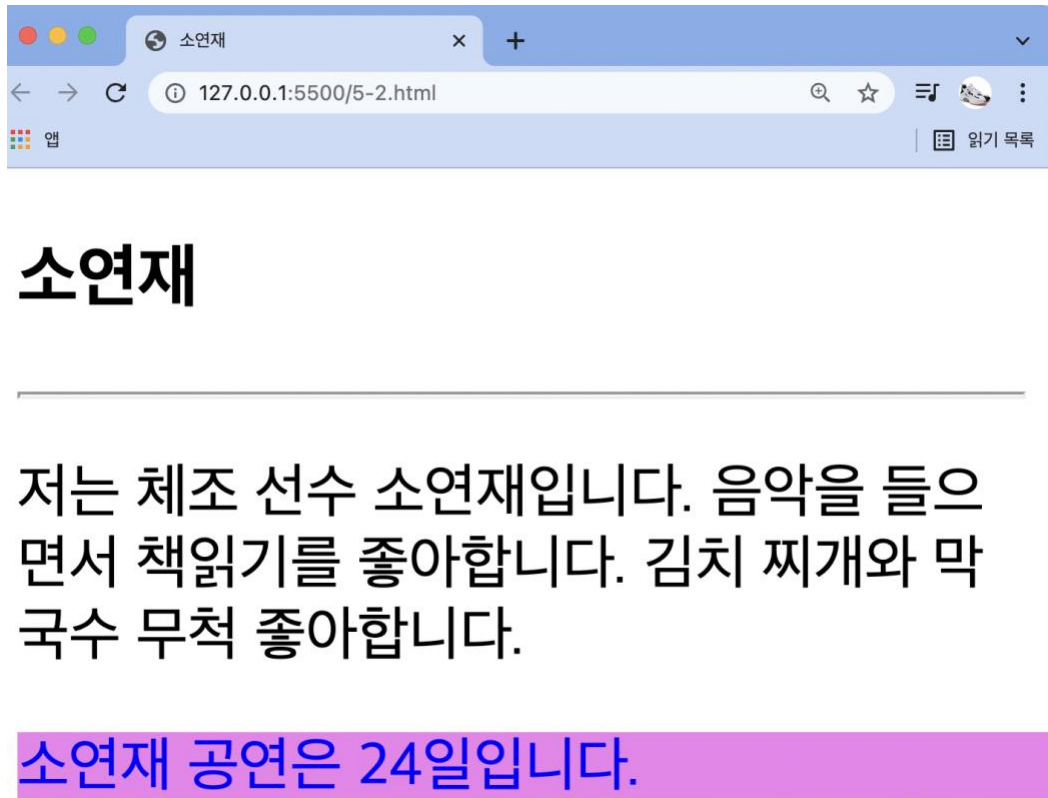 소연재
127.0.0.1:5500/5-2.html
앱
읽기 목록
소연재
저는 체조 선수 소연재입니다. 음악을 들으
면서 책읽기를 좋아합니다. 김치 찌개와 막
국수 무척 좋아합니다.
소연재 공연은 24일입니다.